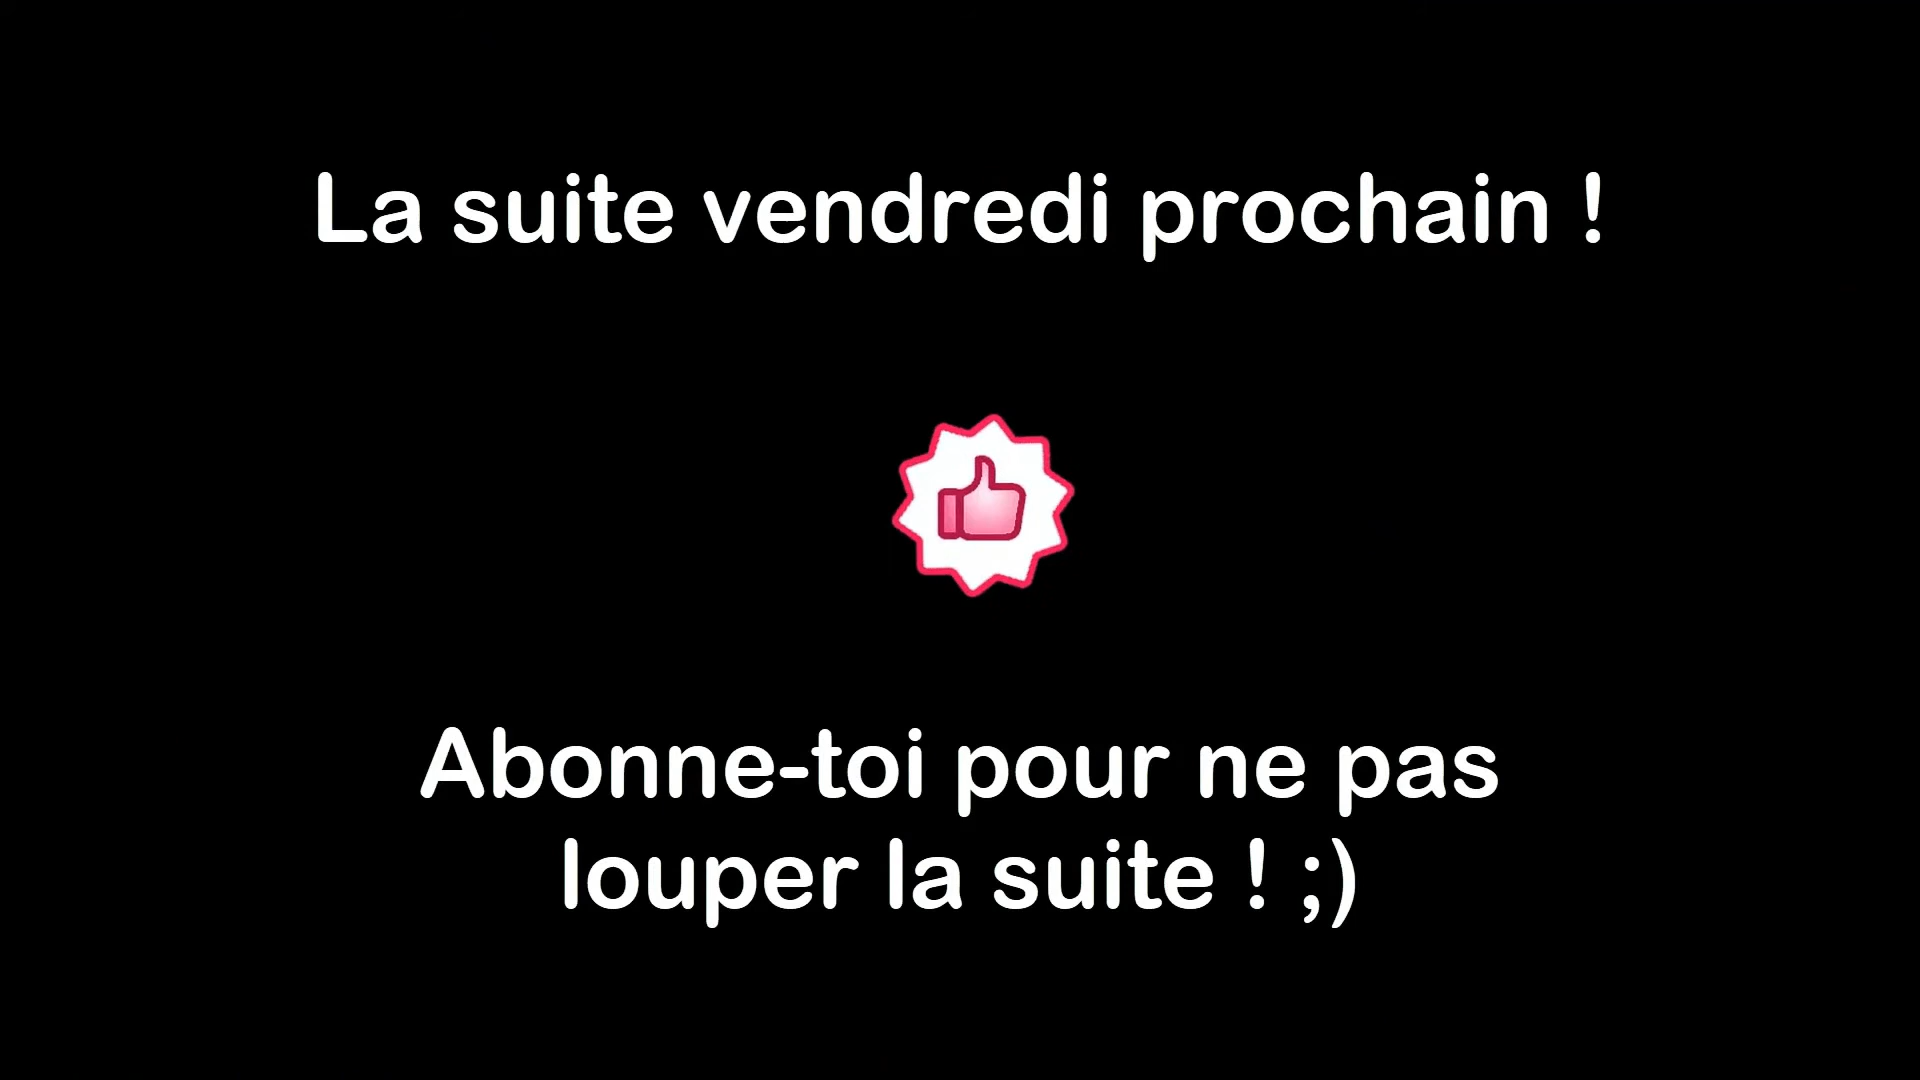 La suite vendredi prochain !
Abonne-toi pour ne pas
louper la suite ! ;)